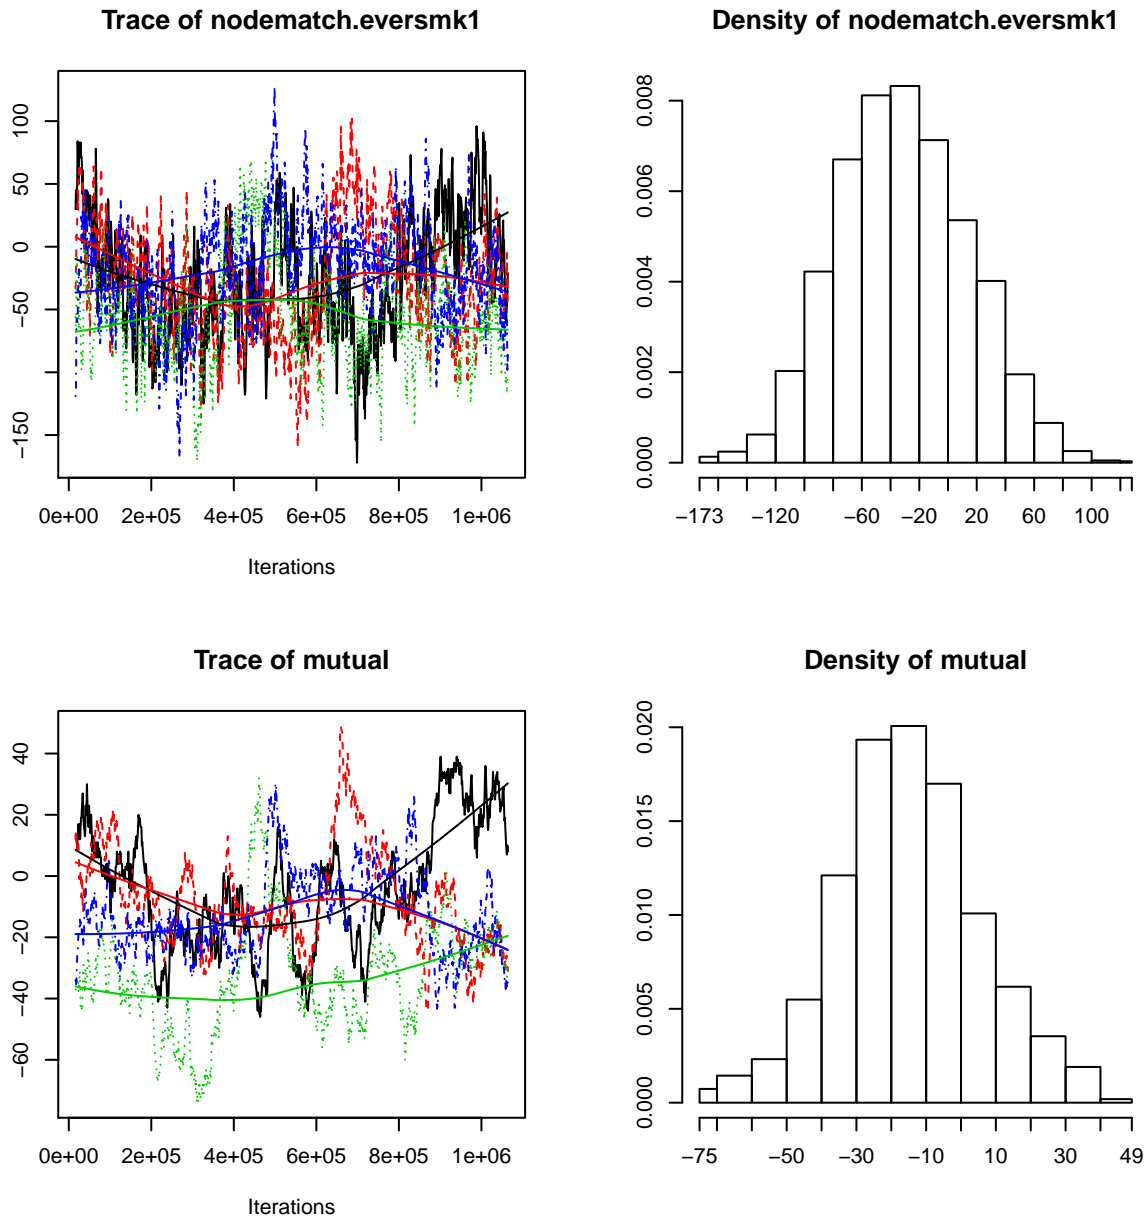 Trace of nodematch.eversmk1
100
50
0
−50
−150
0e+00 2e+05 4e+05 6e+05 8e+05 1e+06
Iterations
Density of nodematch.eversmk1
0.008
0.006
0.004
0.002
0.000
−173 −120 −60 −20 20 60 100
Trace of mutual
40
20
0
−20
−40
−60
0e+00 2e+05 4e+05 6e+05 8e+05 1e+06
Iterations
Density of mutual
0.020
0.015
0.010
0.005
0.000
−75 −50 −30 −10 10 30 49